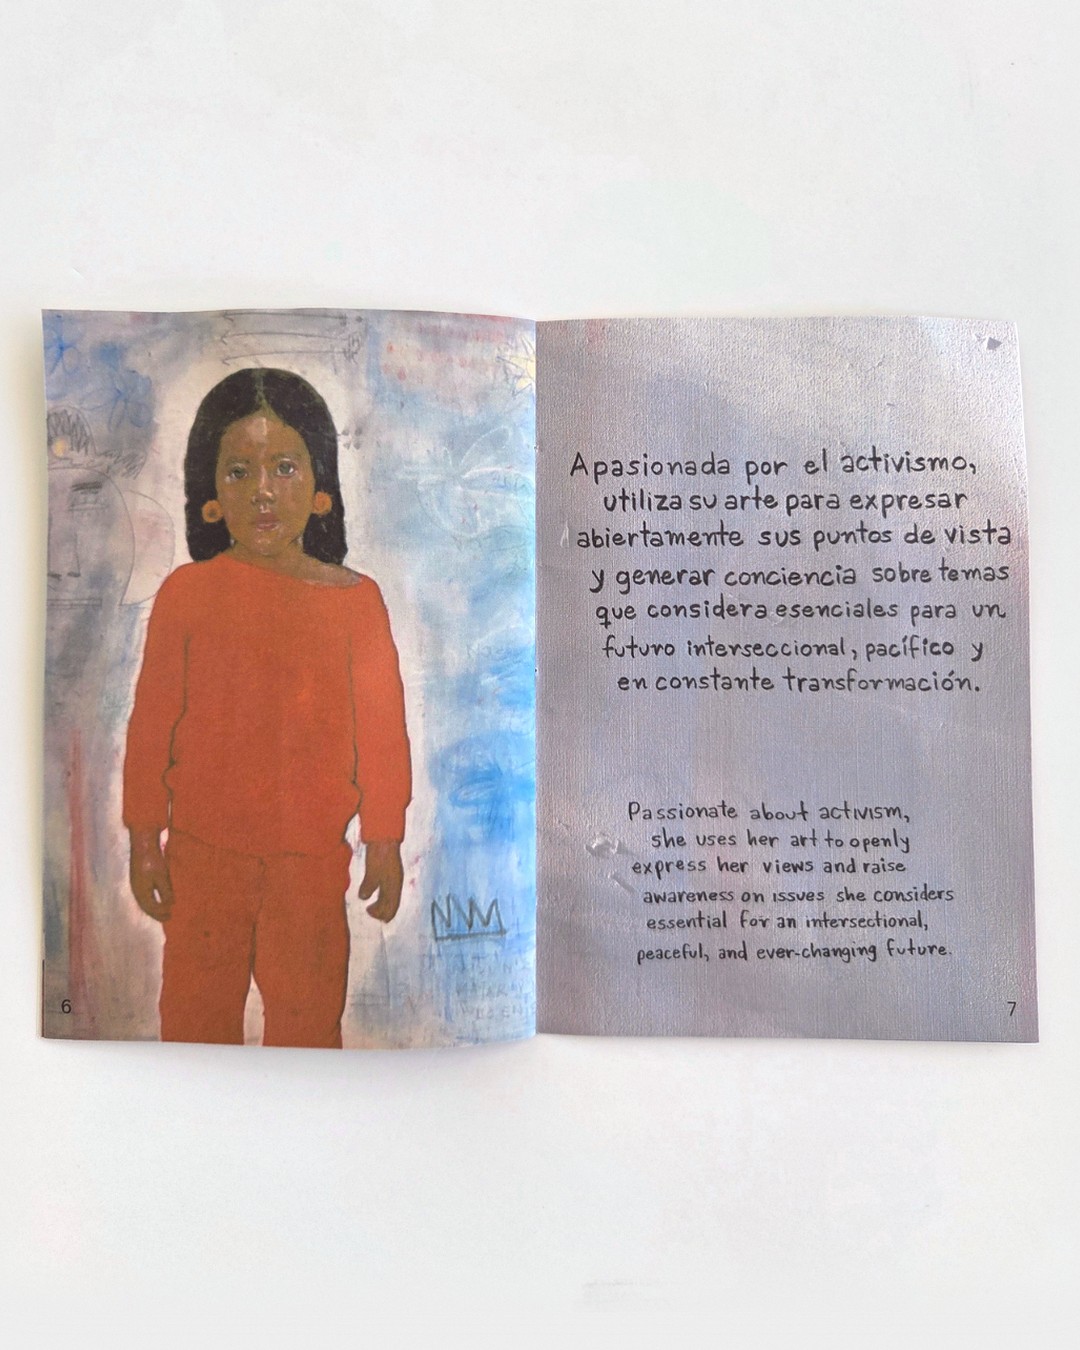 6
Apasionada por el activismo,
utiliza su arte para expresar
abiertamente sus puntos de vista
y generar conciencia sobre temas
que considera esenciales para un
futuro interseccional, pacífico y
en constante transformación.
Passionate about activism,
she uses her art to openly
express her views and raise
awareness on issues she considers
essential for an intersectional,
peaceful, and ever-changing future.
7